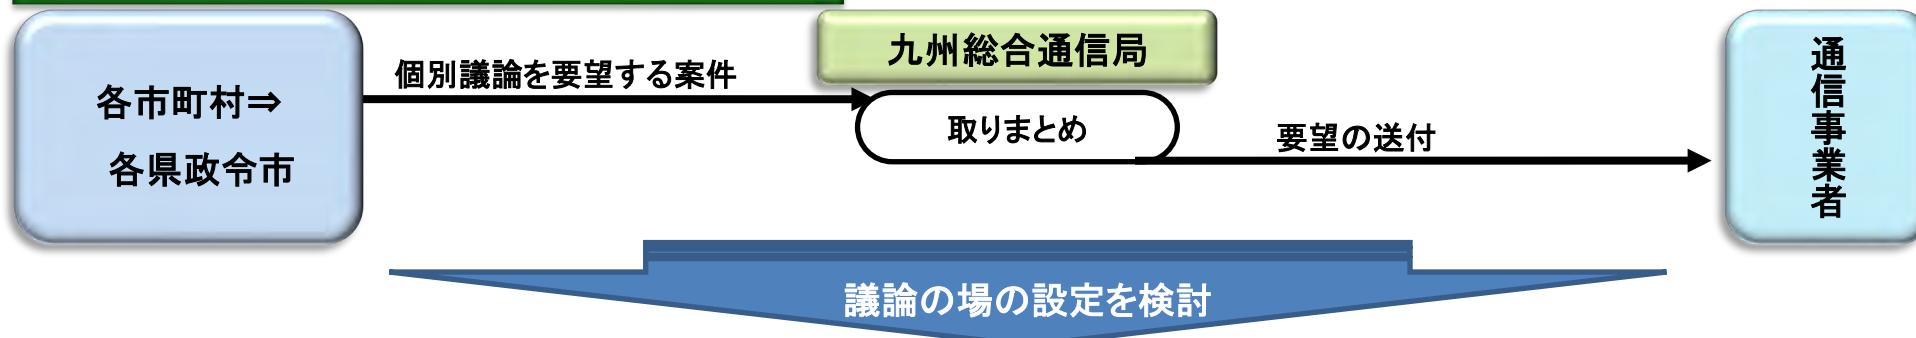 各市町村⇒
各県政令市
個別議論を要望する案件
九州総合通信局
取りまとめ
要望の送付
通信事業者
議論の場の設定を検討